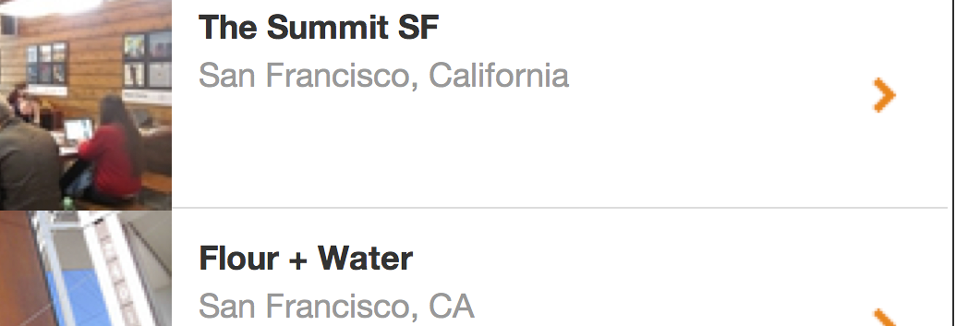 The Summit SF
San Francisco, California
Flour + Water
San Francisco, CA